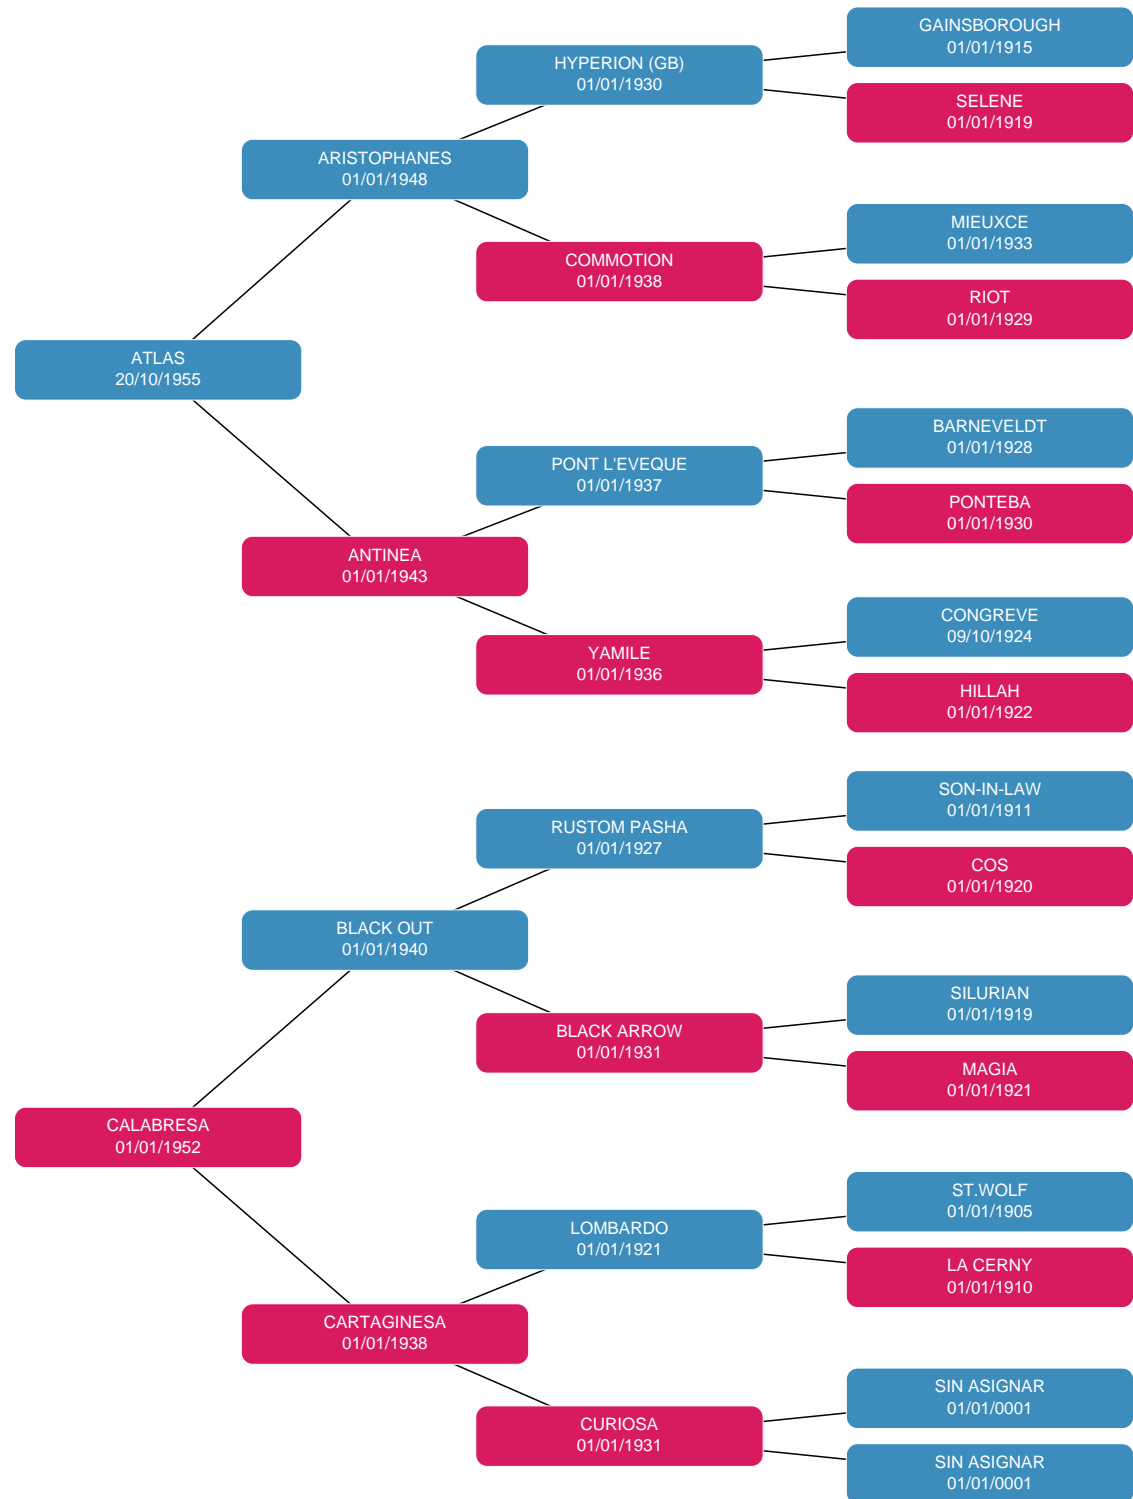 GAINSBOROUGH
01/01/1915
HYPERION (GB)
01/01/1930
SELENE
01/01/1919
ARISTOPHANES
01/01/1948
MIEUXCE
01/01/1933
COMMOTION
01/01/1938
RIOT
01/01/1929
ATLAS
20/10/1955
BARNEVELDT
01/01/1928
PONT L'EVEQUE
01/01/1937
PONTEBA
01/01/1930
ANTINEA
01/01/1943
CONGREVE
09/10/1924
YAMILE
01/01/1936
HILLAH
01/01/1922
SON-IN-LAW
01/01/1911
RUSTOM PASHA
01/01/1927
COS
01/01/1920
BLACK OUT
01/01/1940
SILURIAN
01/01/1919
BLACK ARROW
01/01/1931
MAGIA
01/01/1921
CALABRESA
01/01/1952
ST.WOLF
01/01/1905
LOMBARDO
01/01/1921
LA CERNY
01/01/1910
CARTAGINESA
01/01/1938
SIN ASIGNAR
01/01/0001
CURIOSA
01/01/1931
SIN ASIGNAR
01/01/0001